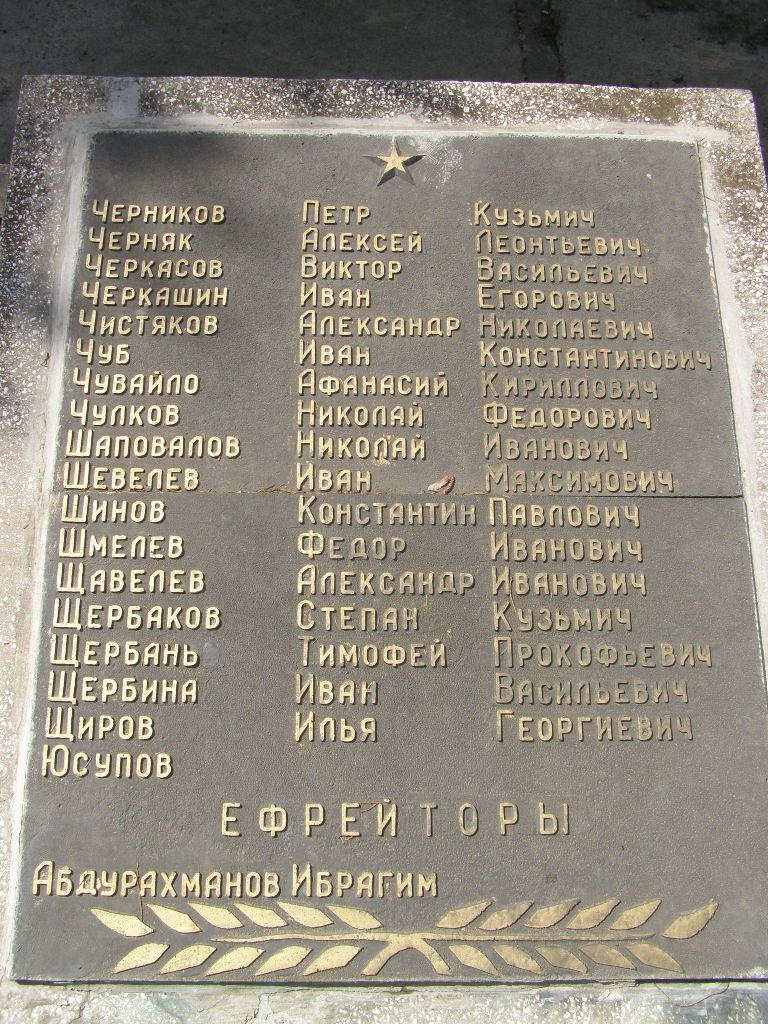 Черников Петр Кузьмич
Черняк Алексей Леонтьевич
Черкасов Виктор Васильевич
Черкашин Иван Егорович
Чистяков Александр Николаевич
Чуб Иван Константинович
Чувайло Афанасий Кириллович
Чулков Николай Федорович
Шаповалов Николай Иванович
Шевелев Иван Максимович
Шинов Константин Павлович
Шмелев Федор Иванович
Щавелев Александр Иванович
Щербаков Степан Кузьмич
Щербань Тимофей Прокофьевич
Щербина Иван Васильевич
Щиров Илья Георгиевич
Юсупов
ЕФРЕЙТОРЫ
Абдурахманов Ибрагим